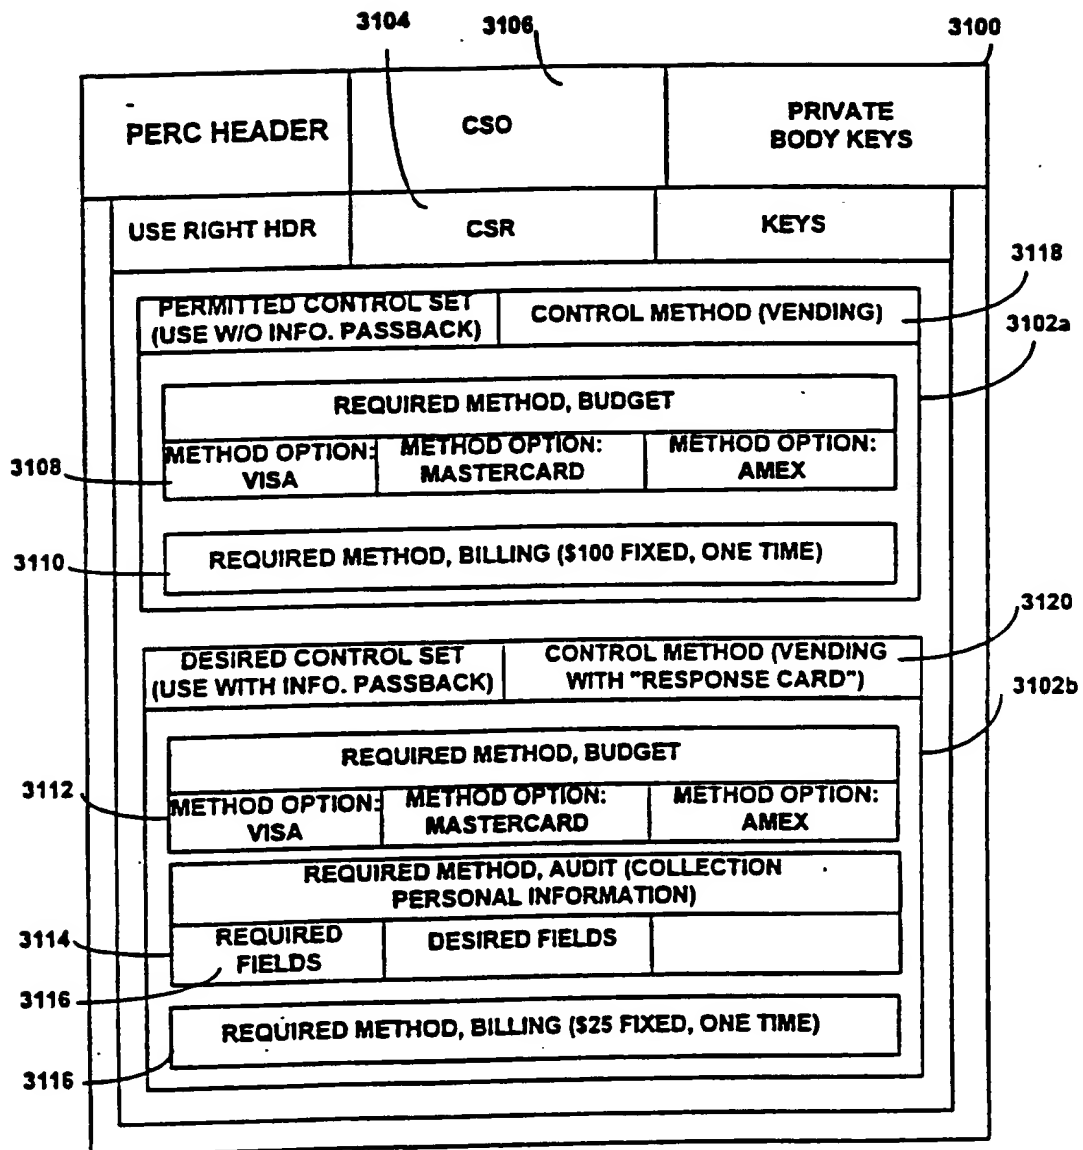 3104
3106
3100
PERC HEADER
CSO
PRIVATE
BODY KEYS
USE RIGHT HDR
CSR
KEYS
3118
PERMITTED CONTROL SET
(USE W/O INFO. PASSBACK)
CONTROL METHOD (VENDING)
3102a
REQUIRED METHOD, BUDGET
3108
METHOD OPTION:
VISA
METHOD OPTION:
MASTERCARD
METHOD OPTION:
AMEX
3110
REQUIRED METHOD, BILLING ($100 FIXED, ONE TIME)
3120
DESIRED CONTROL SET
(USE WITH INFO. PASSBACK)
CONTROL METHOD (VENDING
WITH "RESPONSE CARD")
3102b
REQUIRED METHOD, BUDGET
3112
METHOD OPTION:
VISA
METHOD OPTION:
MASTERCARD
METHOD OPTION:
AMEX
REQUIRED METHOD, AUDIT (COLLECTION
PERSONAL INFORMATION)
3114
REQUIRED
FIELDS
DESIRED FIELDS
3116
REQUIRED METHOD, BILLING ($25 FIXED, ONE TIME)
3116